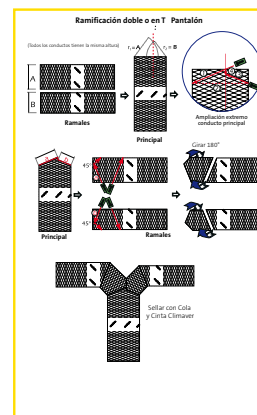 Ramificación doble o en T Pantalón
(Todos los conductos tienen la misma altura)
r₁ = A
r₂ = B
A
B
Ramales
Principal
Ampliación extremo
conducto principal
Girar 180°
45°
45°
Principal
Ramales
Sellar con Cola
y Cinta Climaver